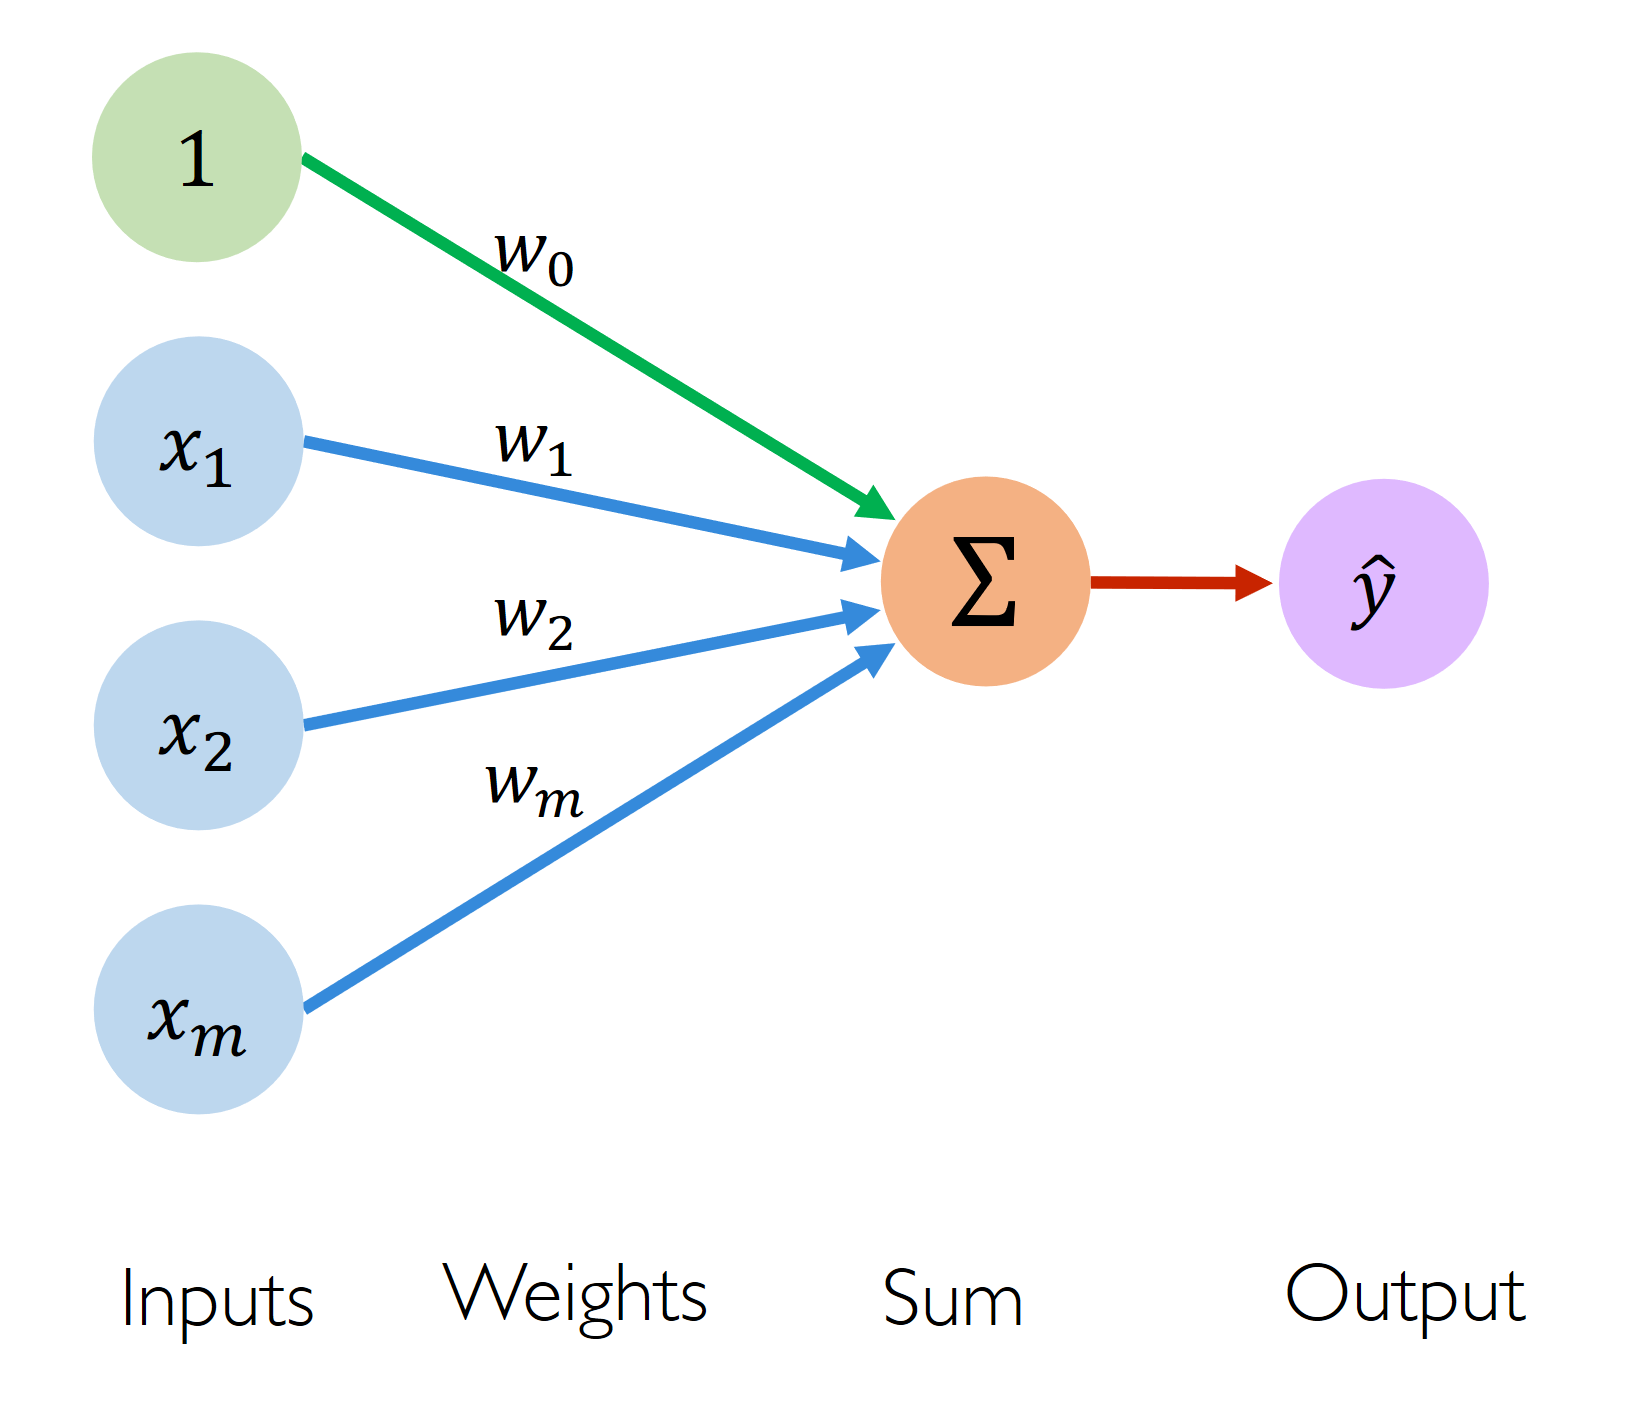 1
w₀
x₁
w₁
x₂
w₂
xₘ
wₘ
Σ
ŷ
Inputs Weights Sum Output